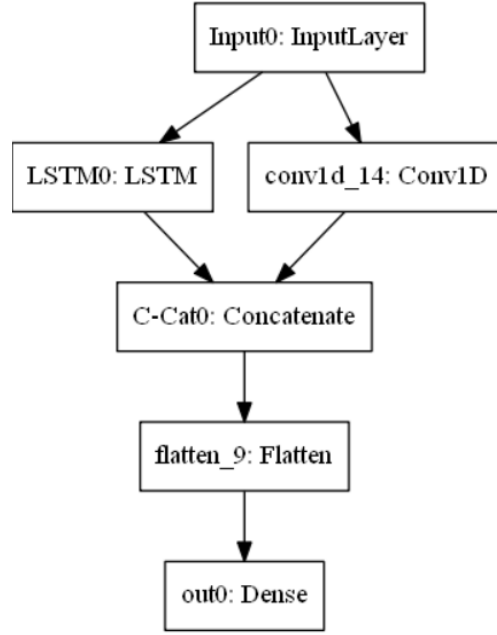 Input0: InputLayer
LSTM0: LSTM
conv1d_14: Conv1D
C-Cat0: Concatenate
flatten_9: Flatten
out0: Dense